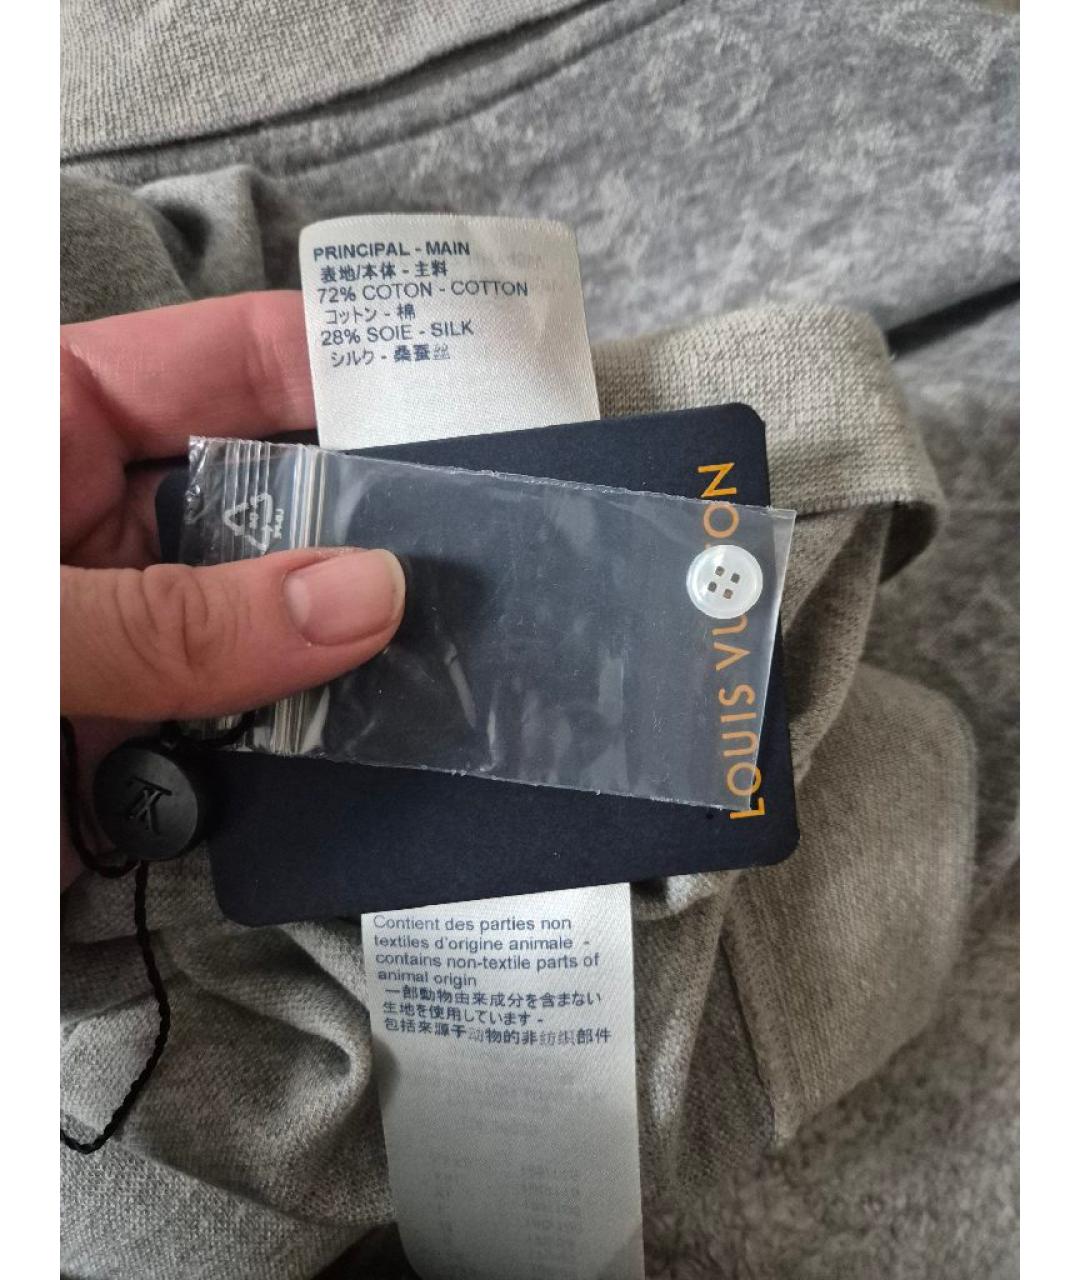 PRINCIPAL - MAIN
表地/本体 - 主料
72% COTON - COTTON
コットン - 棉
28% SOIE - SILK
シルク - 桑蚕丝
LOUIS VU TON
LV
Contient des parties non
textiles d'origine animale -
contains non-textile parts of
animal origin
一部動物由来成分を含まない
生地を使用しています -
包括来源于动物的非纺织部件